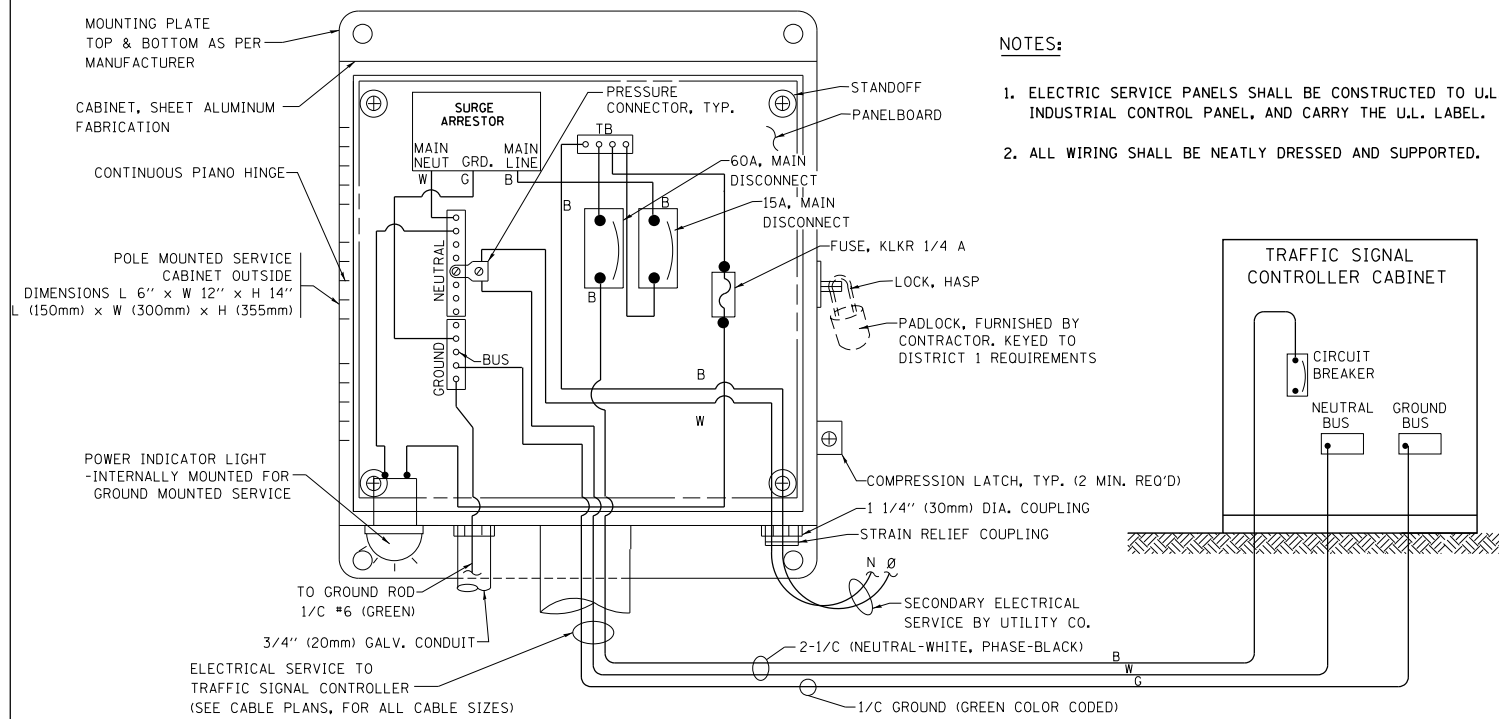 MOUNTING PLATE
TOP & BOTTOM AS PER
MANUFACTURER
CABINET, SHEET ALUMINUM
FABRICATION
CONTINUOUS PIANO HINGE
POLE MOUNTED SERVICE
CABINET OUTSIDE
DIMENSIONS L 6'' x W 12'' x H 14''
L (150mm) x W (300mm) x H (355mm)
POWER INDICATOR LIGHT
-INTERNALLY MOUNTED FOR
GROUND MOUNTED SERVICE
SURGE
ARRESTOR
MAIN
NEUT
GRD.
MAIN
LINE
W
G
B
PRESSURE
CONNECTOR, TYP.
TB
STANDOFF
PANELBOARD
60A, MAIN
DISCONNECT
15A, MAIN
DISCONNECT
B
B
B
FUSE, KLKR 1/4 A
NEUTRAL
GROUND
BUS
LOCK, HASP
PADLOCK, FURNISHED BY
CONTRACTOR. KEYED TO
DISTRICT 1 REQUIREMENTS
B
W
COMPRESSION LATCH, TYP. (2 MIN. REQ'D)
1 1/4'' (30mm) DIA. COUPLING
STRAIN RELIEF COUPLING
N Ø
SECONDARY ELECTRICAL
SERVICE BY UTILITY CO.
TO GROUND ROD
1/C #6 (GREEN)
3/4'' (20mm) GALV. CONDUIT
ELECTRICAL SERVICE TO
TRAFFIC SIGNAL CONTROLLER
(SEE CABLE PLANS, FOR ALL CABLE SIZES)
2-1/C (NEUTRAL-WHITE, PHASE-BLACK)
B
W
G
1/C GROUND (GREEN COLOR CODED)
NOTES:
1. ELECTRIC SERVICE PANELS SHALL BE CONSTRUCTED TO U.L
INDUSTRIAL CONTROL PANEL, AND CARRY THE U.L. LABEL.
2. ALL WIRING SHALL BE NEATLY DRESSED AND SUPPORTED.
TRAFFIC SIGNAL
CONTROLLER CABINET
CIRCUIT
BREAKER
NEUTRAL
BUS
GROUND
BUS